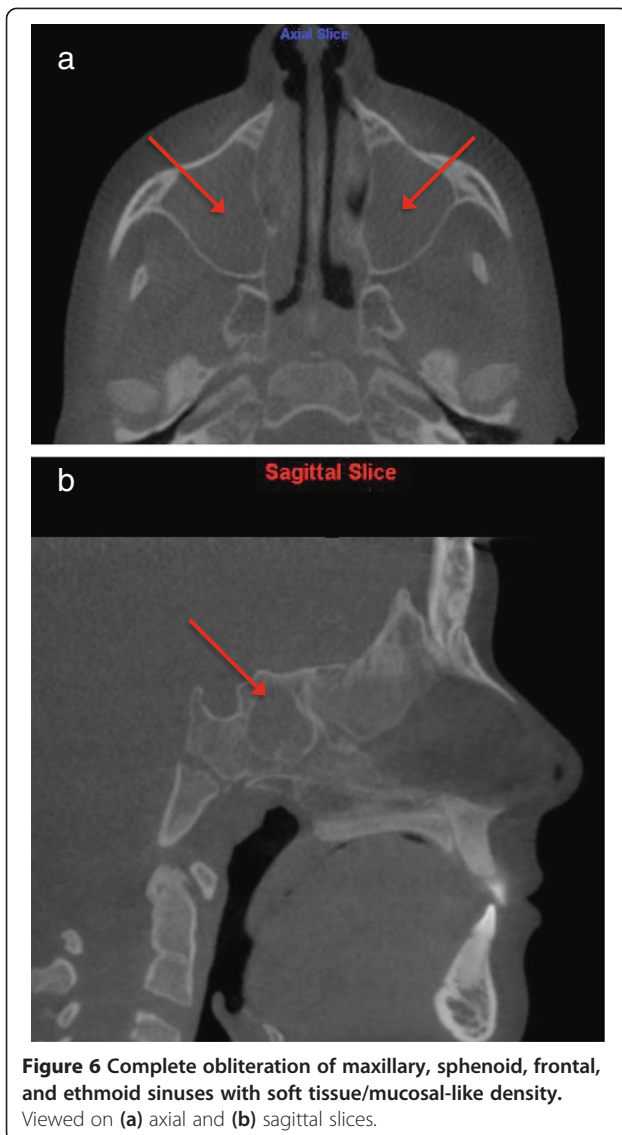 Axial Slice
a
Sagittal Slice
b
Figure 6 Complete obliteration of maxillary, sphenoid, frontal,
and ethmoid sinuses with soft tissue/mucosal-like density.
Viewed on (a) axial and (b) sagittal slices.